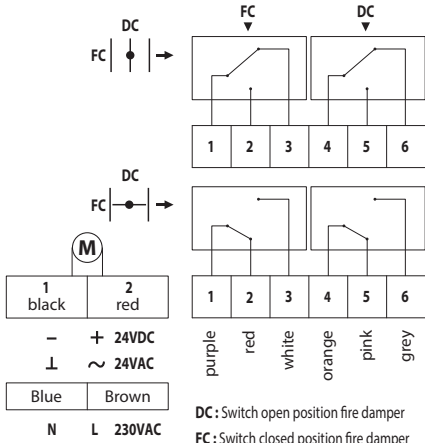 FC DC
DC
FC
1 2 3 4 5 6
DC
FC
M
1 2
black red
1 2 3 4 5 6
purple red white orange pink grey
– + 24VDC
⊥ ~ 24VAC
Blue Brown
N L 230VAC
DC : Switch open position fire damper
FC : Switch closed position fire damper